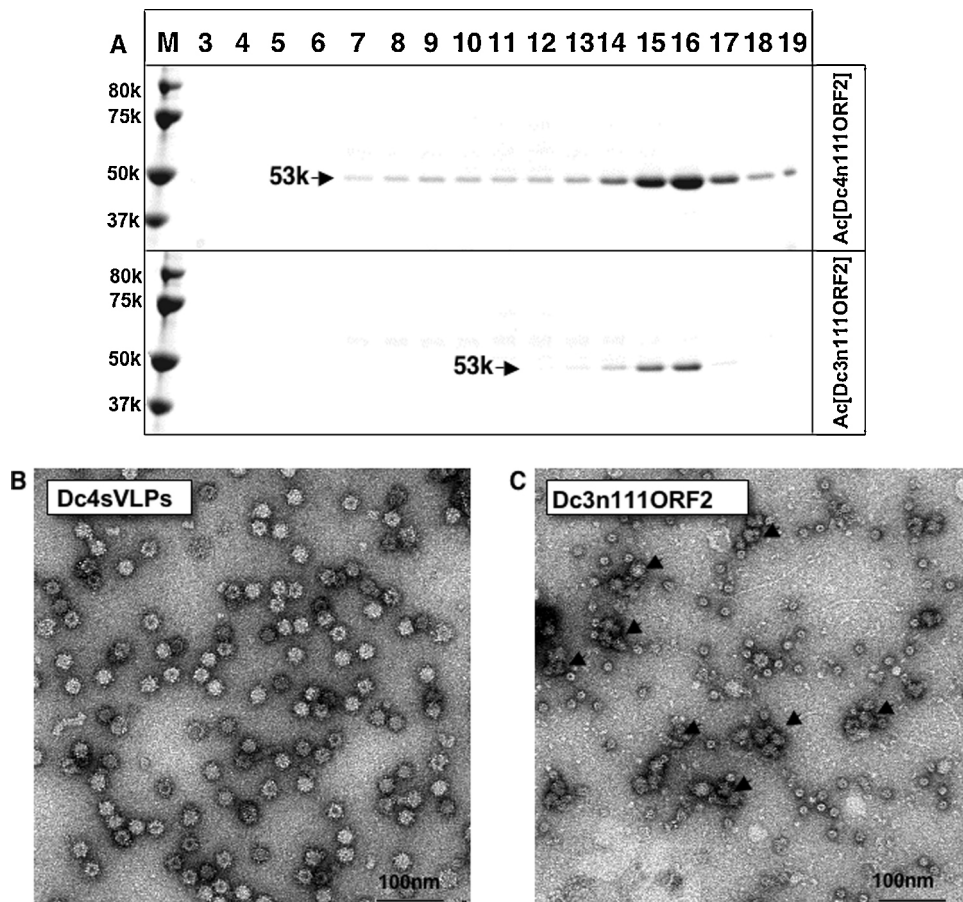 A M 3 4 5 6 7 8 9 10 11 12 13 14 15 16 17 18 19
80k
75k
50k
37k
53k
Ac[Dc4n111ORF2]
80k
75k
50k
37k
53k
Ac[Dc3n111ORF2]
B
Dc4sVLPs
100nm
C
Dc3n111ORF2
100nm